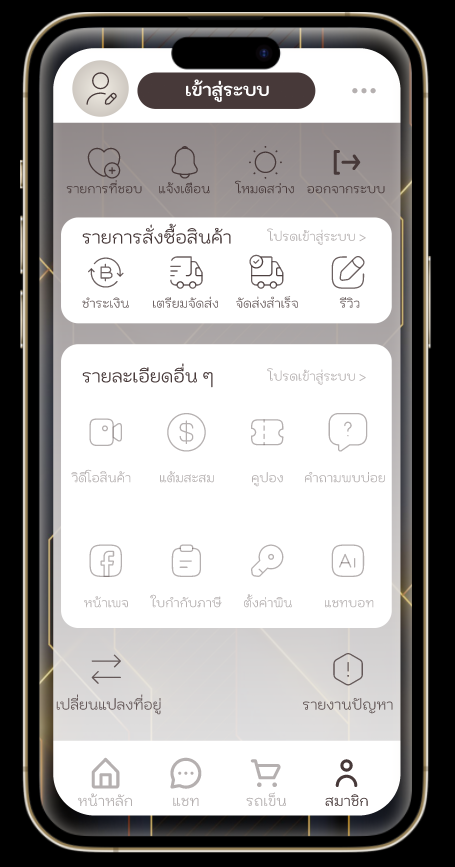 เข้าสู่ระบบ
รายการที่ชอบ แจ้งเตือน โหมดสว่าง ออกจากระบบ
รายการสั่งซื้อสินค้า โปรดเข้าสู่ระบบ >
฿
ชำระเงิน เตรียมจัดส่ง จัดส่งสำเร็จ รีวิว
รายละเอียดอื่น ๆ โปรดเข้าสู่ระบบ >
$ ?
วิดีโอสินค้า แต้มสะสม คูปอง คำถามพบบ่อย
f AI
หน้าเพจ ใบกำกับภาษี ตั้งค่าพิน แชทบอท
!
เปลี่ยนแปลงที่อยู่ รายงานปัญหา
หน้าหลัก แชท รถเข็น สมาชิก